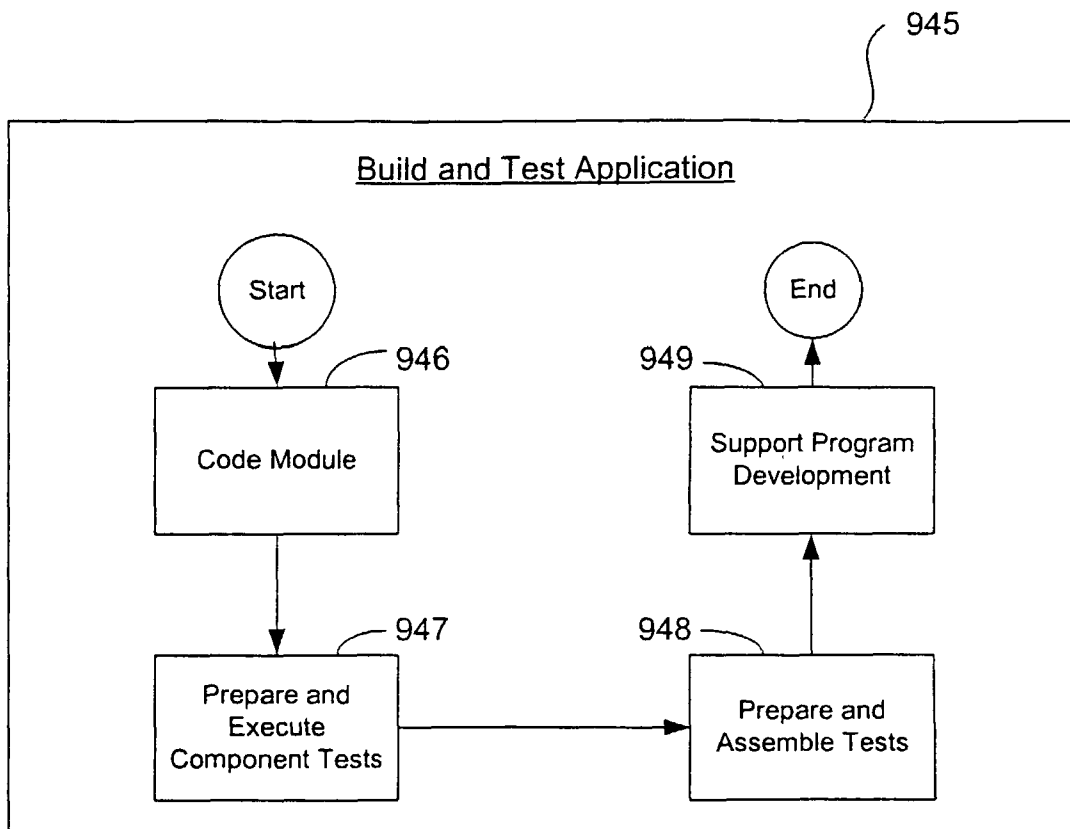 945
Build and Test Application
Start
End
946
949
Code Module
Support Program
Development
947
948
Prepare and
Execute
Component Tests
Prepare and
Assemble Tests